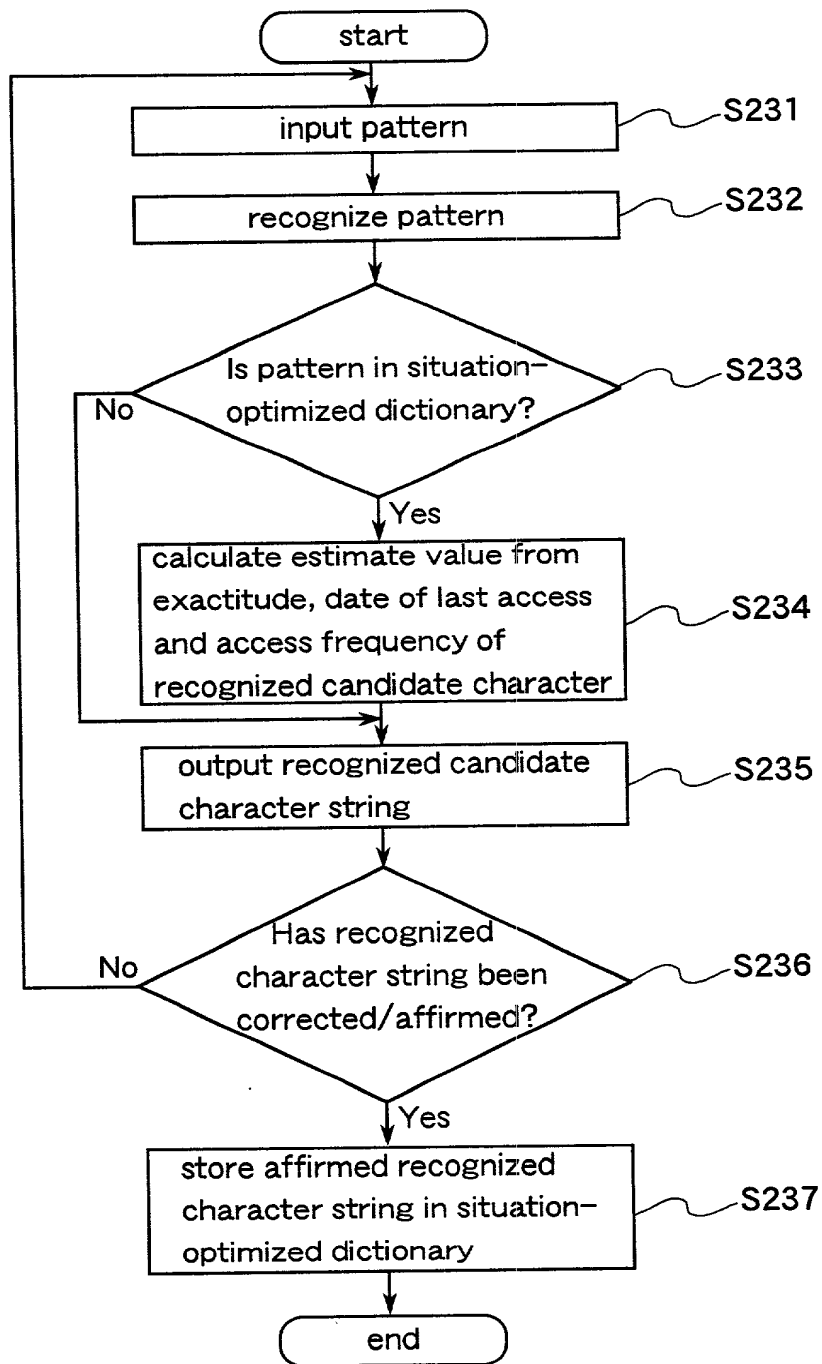 start
input pattern
S231
recognize pattern
S232
Is pattern in situation-
optimized dictionary?
S233
No
Yes
calculate estimate value from
exactitude, date of last access
and access frequency of
recognized candidate character
S234
output recognized candidate
character string
S235
Has recognized
character string been
corrected/affirmed?
S236
No
Yes
store affirmed recognized
character string in situation-
optimized dictionary
S237
end